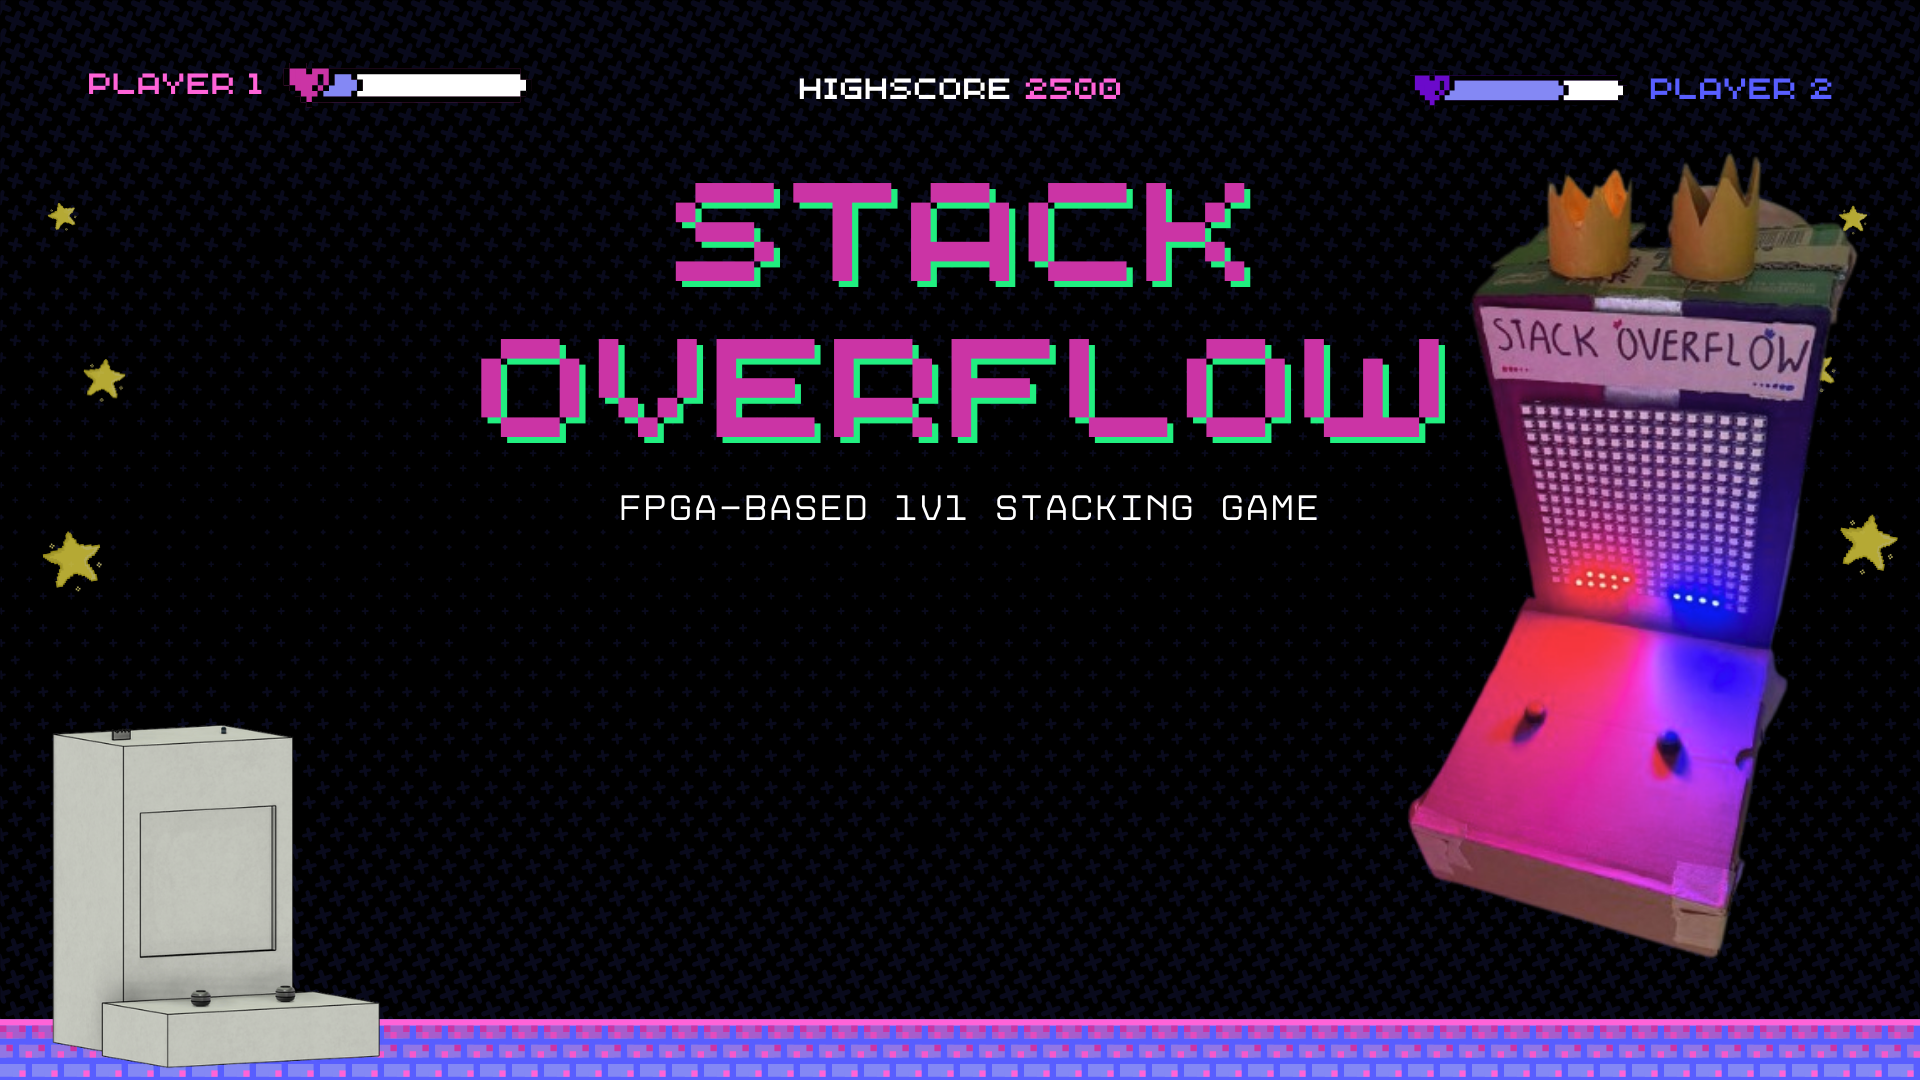 PLAYER 1
HIGHSCORE 2500
PLAYER 2
STACK
OVERFLOW
STACK OVERFLOW
FPGA-BASED 1V1 STACKING GAME